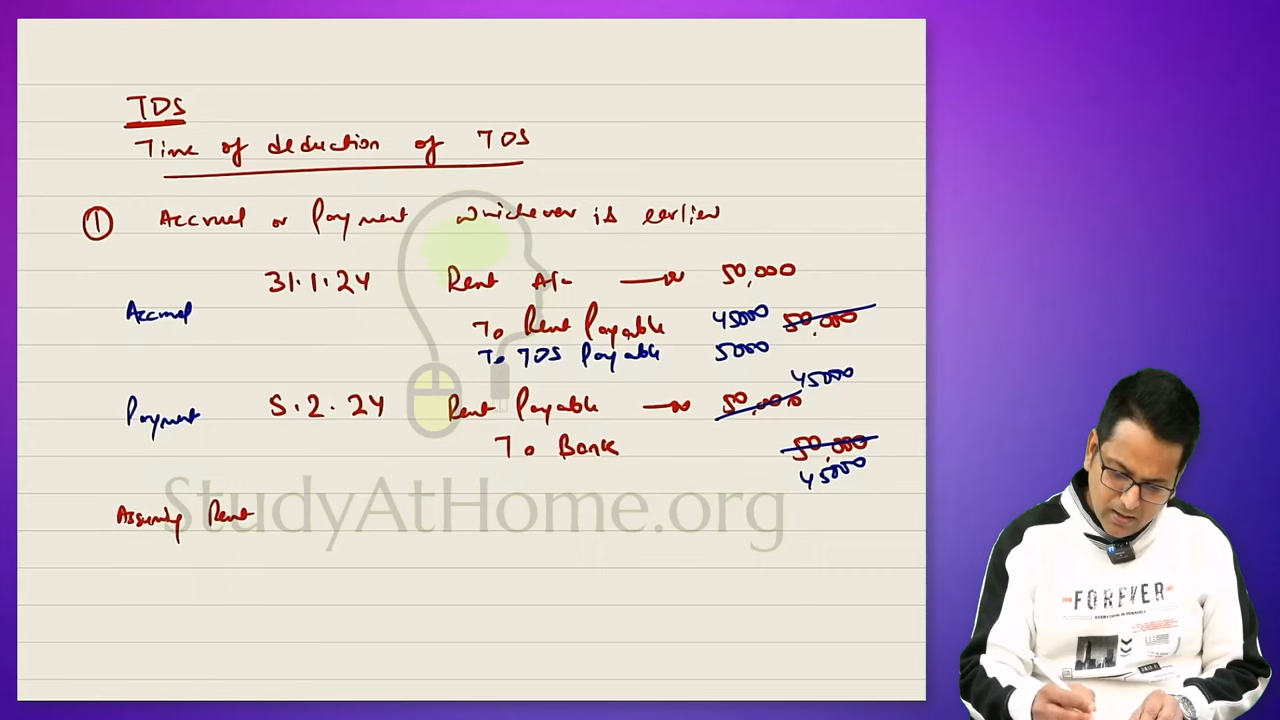 TDS
Time of deduction of TDS
① Accrual or Payment whichever is earlier
31.1.24 Rent A/c → 50,000
Accrual
To Rent Payable 45000 50,000
To TDS Payable 5000
45000
Payment 5.2.24 Rent Payable → 50,000
To Bank 50,000
45000
StudyAtHome.org
Assuming Rent
FOREVER